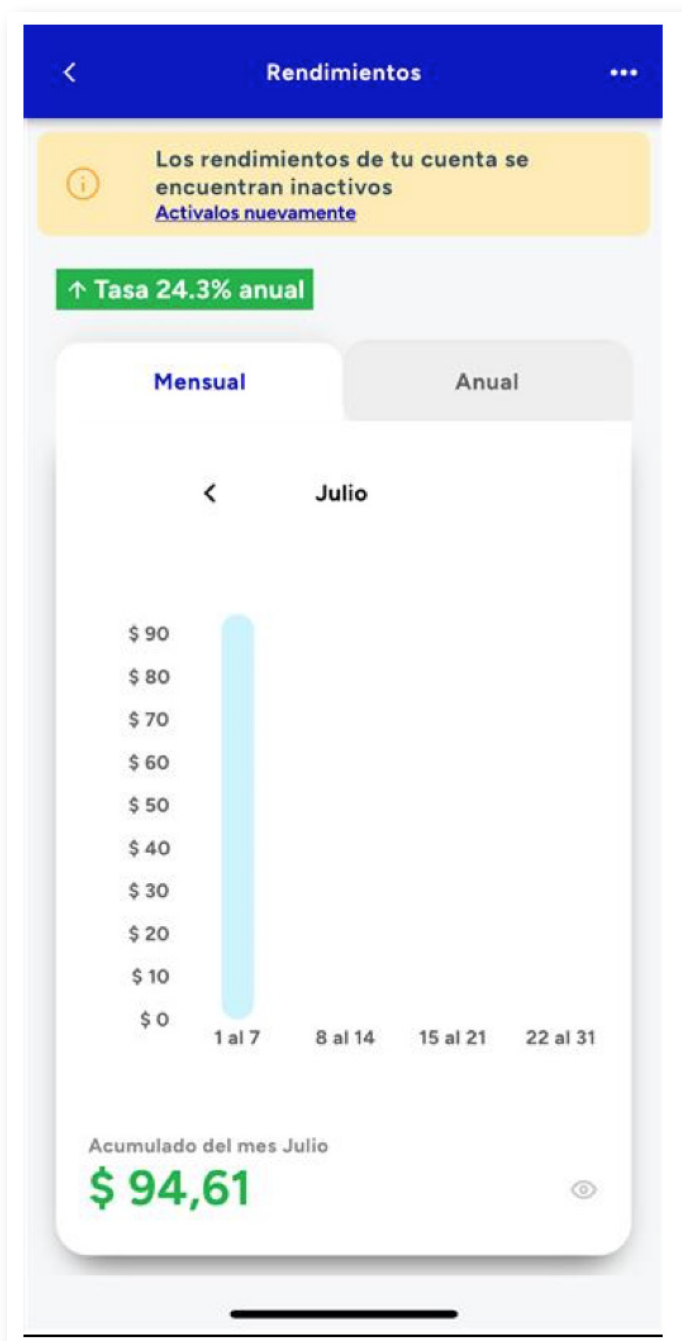 Rendimientos
Los rendimientos de tu cuenta se
encuentran inactivos
Activalos nuevamente
↑ Tasa 24.3% anual
Mensual
Anual
Julio
$ 90
$ 80
$ 70
$ 60
$ 50
$ 40
$ 30
$ 20
$ 10
$ 0
1 al 7 8 al 14 15 al 21 22 al 31
Acumulado del mes Julio
$ 94,61